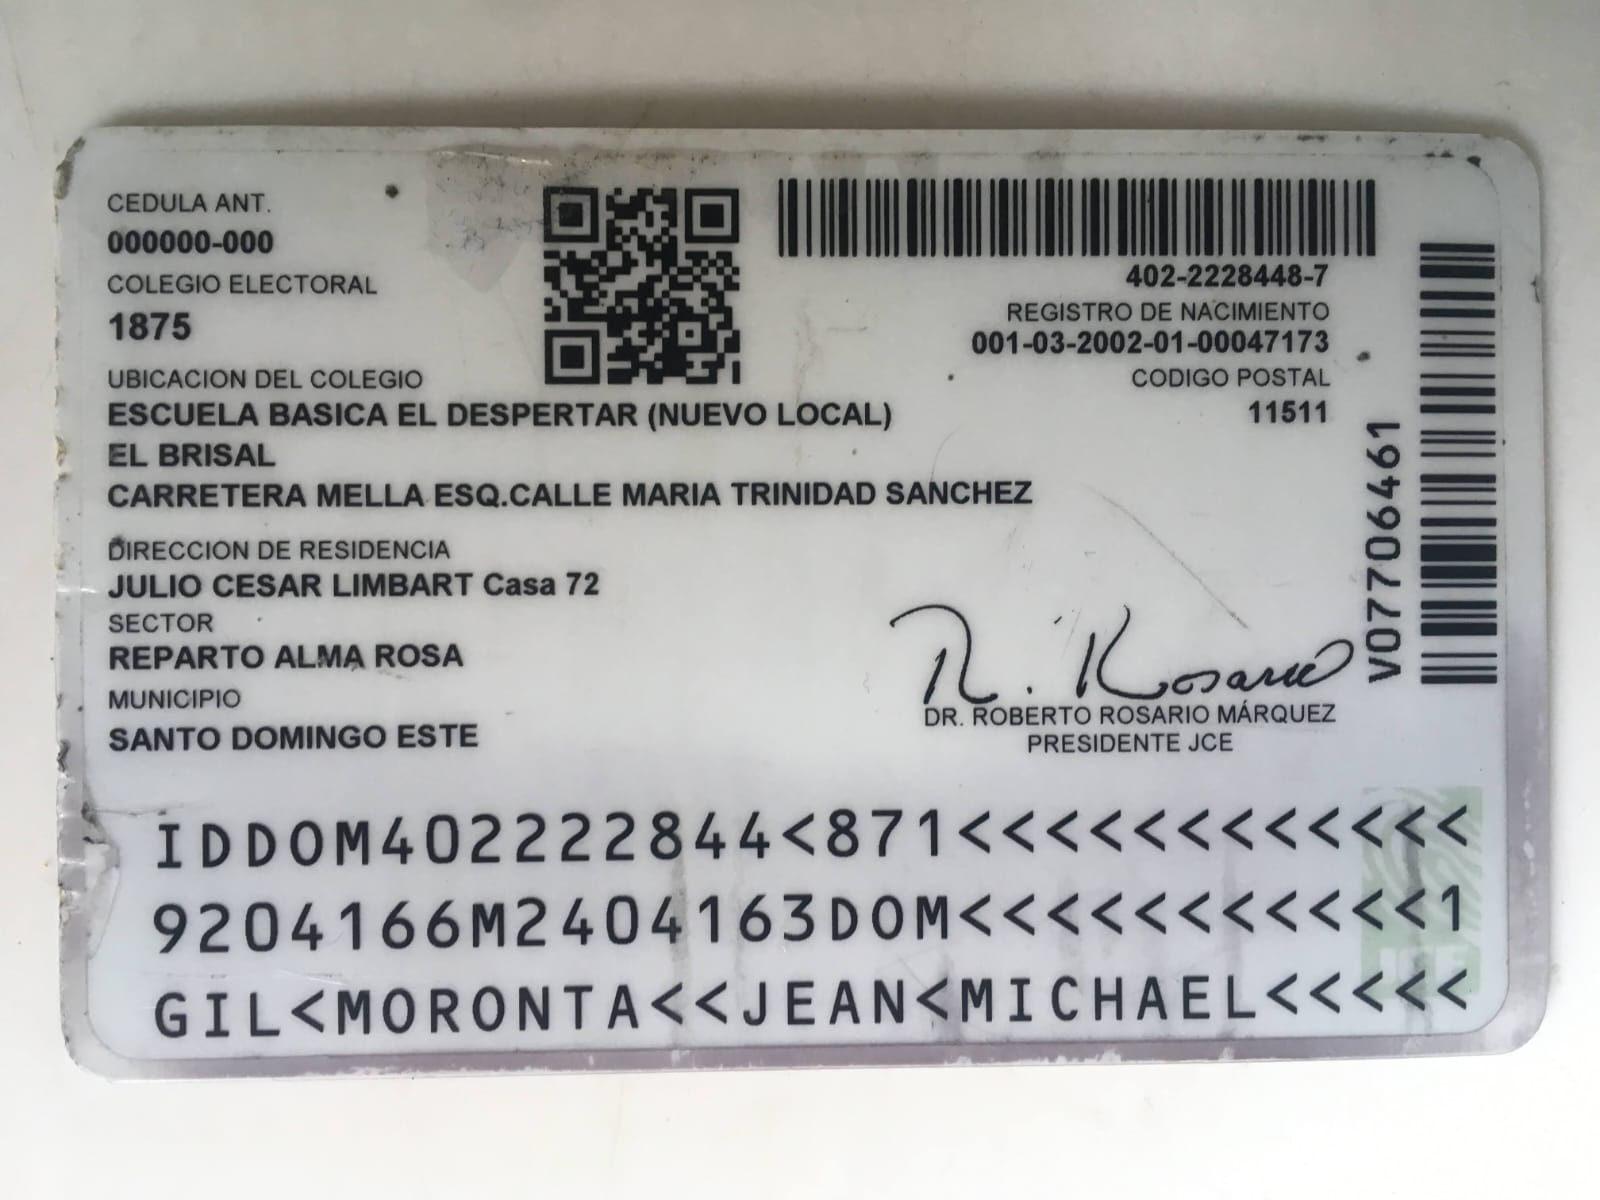 CEDULA ANT.
000000-000
COLEGIO ELECTORAL
1875
UBICACION DEL COLEGIO
ESCUELA BASICA EL DESPERTAR (NUEVO LOCAL)
EL BRISAL
CARRETERA MELLA ESQ.CALLE MARIA TRINIDAD SANCHEZ
DIRECCION DE RESIDENCIA
JULIO CESAR LIMBART Casa 72
SECTOR
REPARTO ALMA ROSA
MUNICIPIO
SANTO DOMINGO ESTE
402-2228448-7
REGISTRO DE NACIMIENTO
001-03-2002-01-00047173
CODIGO POSTAL
11511
V07706461
R. Rosario
DR. ROBERTO ROSARIO MÁRQUEZ
PRESIDENTE JCE
IDDOM402222844<871<<<<<<<<<<<<<<
9204166M2404163DOM<<<<<<<<<<<<<1
GIL<MORONTA<<JEAN<MICHAEL<<<<<<
JCE